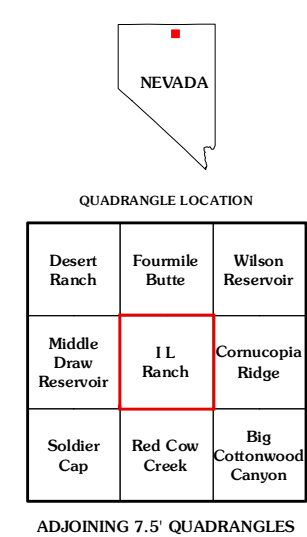 NEVADA
QUADRANGLE LOCATION
Desert
Ranch
Fourmile
Butte
Wilson
Reservoir
Middle
Draw
Reservoir
I L
Ranch
Cornucopia
Ridge
Soldier
Cap
Red Cow
Creek
Big
Cottonwood
Canyon
ADJOINING 7.5' QUADRANGLES